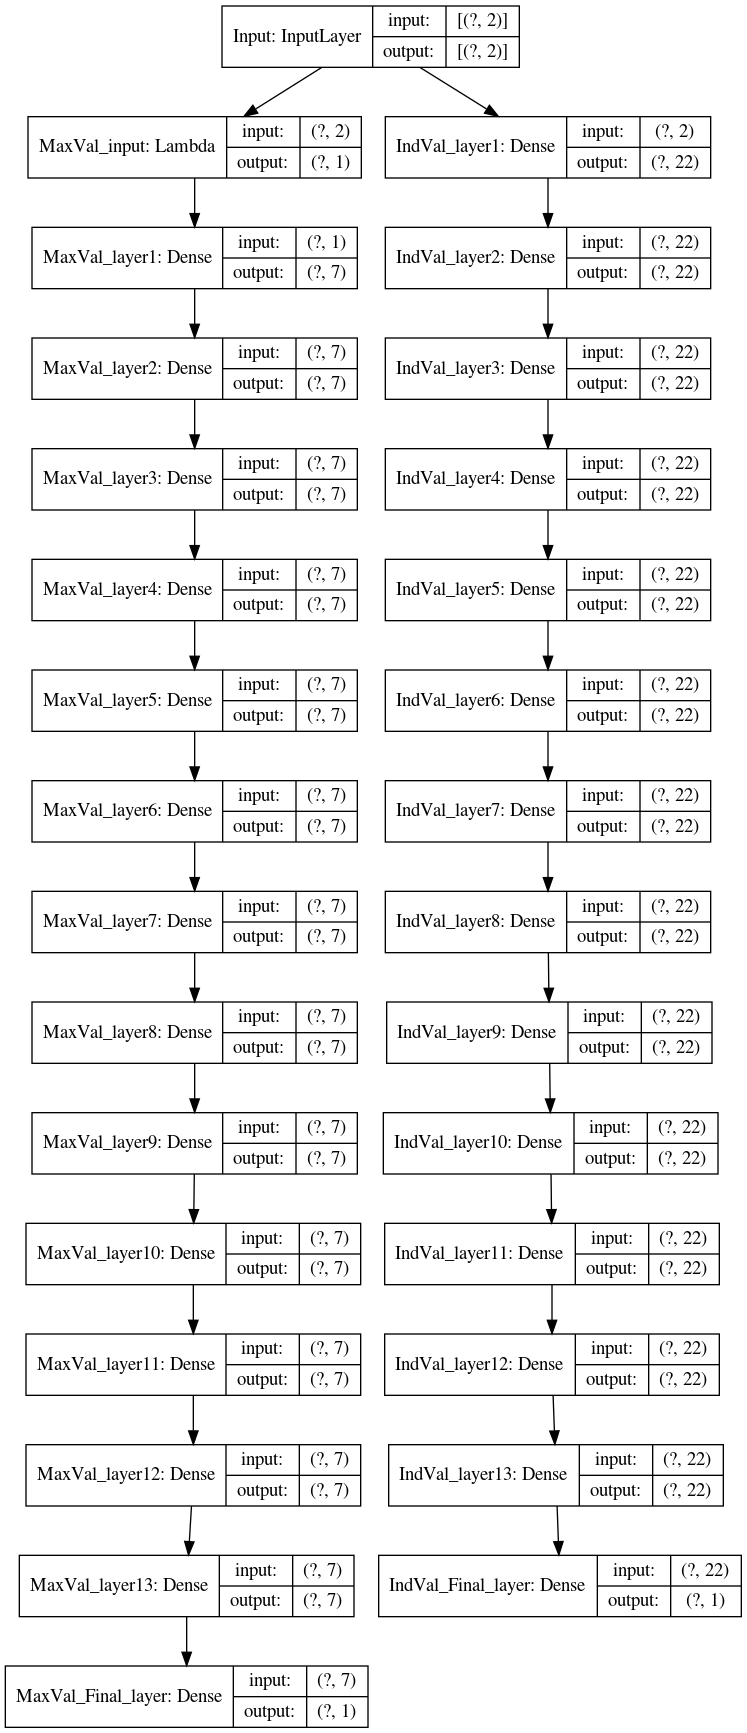 Input: InputLayer
input: [(?, 2)]
output: [(?, 2)]
MaxVal_input: Lambda
input: (?, 2)
output: (?, 1)
IndVal_layer1: Dense
input: (?, 2)
output: (?, 22)
MaxVal_layer1: Dense
input: (?, 1)
output: (?, 7)
IndVal_layer2: Dense
input: (?, 22)
output: (?, 22)
MaxVal_layer2: Dense
input: (?, 7)
output: (?, 7)
IndVal_layer3: Dense
input: (?, 22)
output: (?, 22)
MaxVal_layer3: Dense
input: (?, 7)
output: (?, 7)
IndVal_layer4: Dense
input: (?, 22)
output: (?, 22)
MaxVal_layer4: Dense
input: (?, 7)
output: (?, 7)
IndVal_layer5: Dense
input: (?, 22)
output: (?, 22)
MaxVal_layer5: Dense
input: (?, 7)
output: (?, 7)
IndVal_layer6: Dense
input: (?, 22)
output: (?, 22)
MaxVal_layer6: Dense
input: (?, 7)
output: (?, 7)
IndVal_layer7: Dense
input: (?, 22)
output: (?, 22)
MaxVal_layer7: Dense
input: (?, 7)
output: (?, 7)
IndVal_layer8: Dense
input: (?, 22)
output: (?, 22)
MaxVal_layer8: Dense
input: (?, 7)
output: (?, 7)
IndVal_layer9: Dense
input: (?, 22)
output: (?, 22)
MaxVal_layer9: Dense
input: (?, 7)
output: (?, 7)
IndVal_layer10: Dense
input: (?, 22)
output: (?, 22)
MaxVal_layer10: Dense
input: (?, 7)
output: (?, 7)
IndVal_layer11: Dense
input: (?, 22)
output: (?, 22)
MaxVal_layer11: Dense
input: (?, 7)
output: (?, 7)
IndVal_layer12: Dense
input: (?, 22)
output: (?, 22)
MaxVal_layer12: Dense
input: (?, 7)
output: (?, 7)
IndVal_layer13: Dense
input: (?, 22)
output: (?, 22)
MaxVal_layer13: Dense
input: (?, 7)
output: (?, 7)
IndVal_Final_layer: Dense
input: (?, 22)
output: (?, 1)
MaxVal_Final_layer: Dense
input: (?, 7)
output: (?, 1)